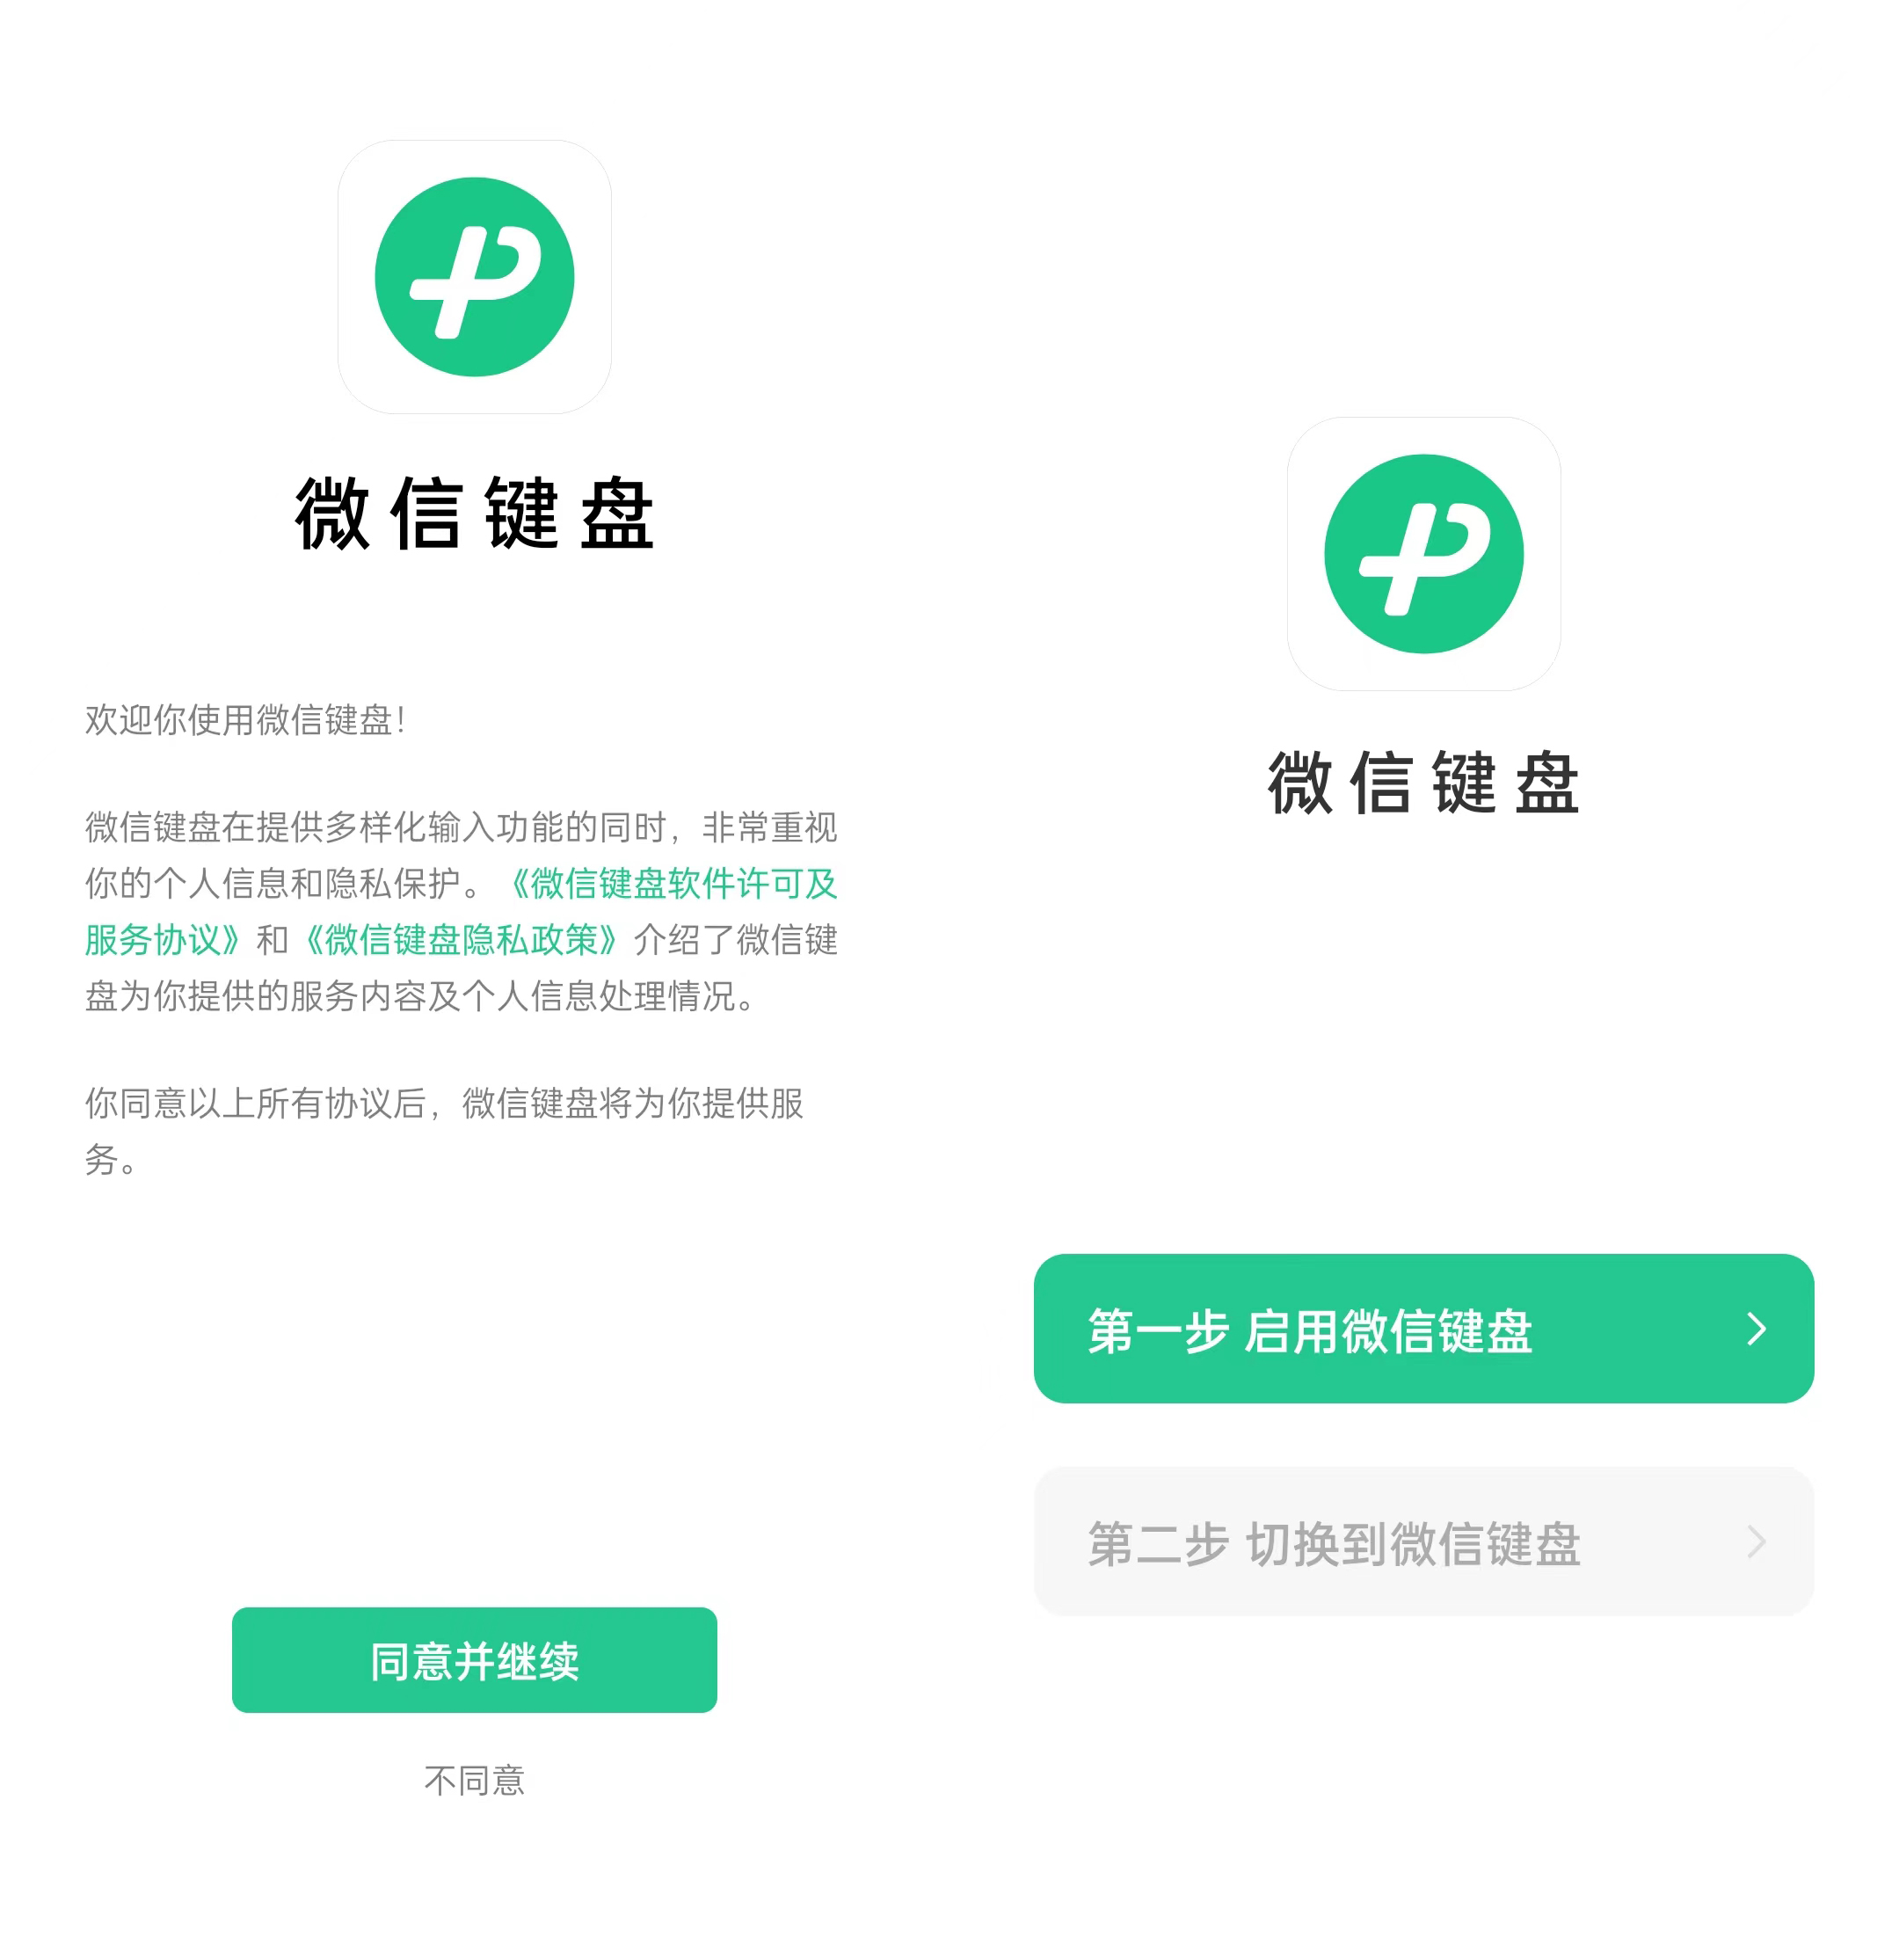 微信键盘
欢迎你使用微信键盘！
微信键盘在提供多样化输入功能的同时，非常重视
你的个人信息和隐私保护。《微信键盘软件许可及
服务协议》和《微信键盘隐私政策》介绍了微信键
盘为你提供的服务内容及个人信息处理情况。
你同意以上所有协议后，微信键盘将为你提供服
务。
同意并继续
不同意
微信键盘
第一步 启用微信键盘
第二步 切换到微信键盘